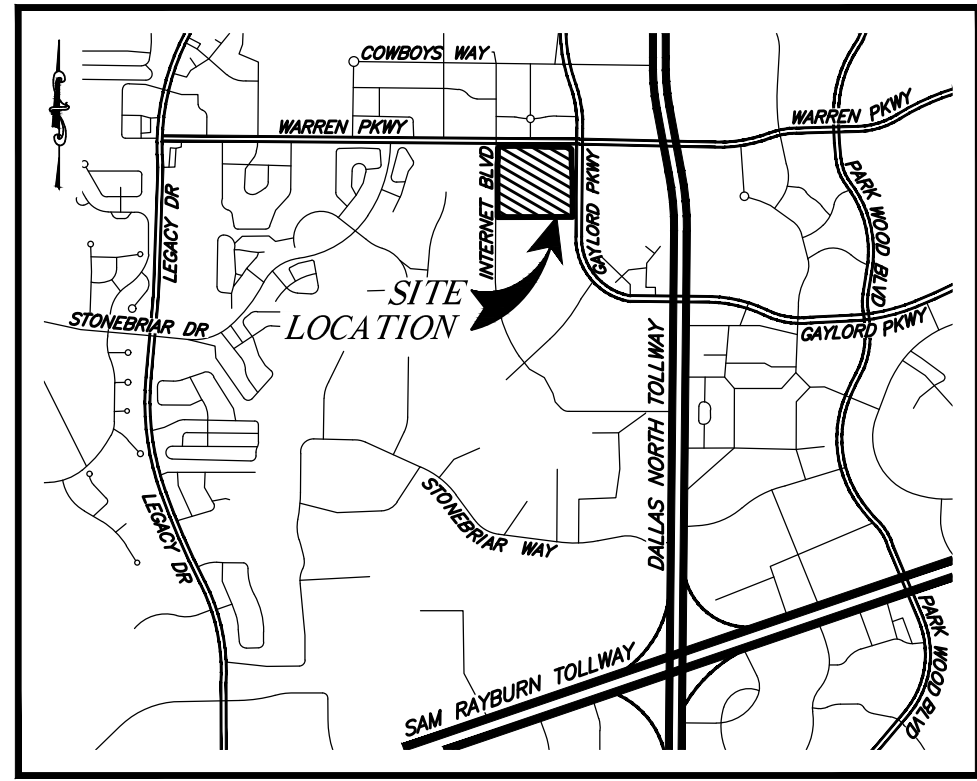 COWBOYS WAY
WARREN PKWY
WARREN PKWY
INTERNET BLVD
GAYLORD PKWY
PARK WOOD BLVD
LEGACY DR
SITE
LOCATION
STONEBRIAR DR
GAYLORD PKWY
DALLAS NORTH TOLLWAY
STONEBRIAR WAY
LEGACY DR
SAM RAYBURN TOLLWAY
PARK WOOD BLVD